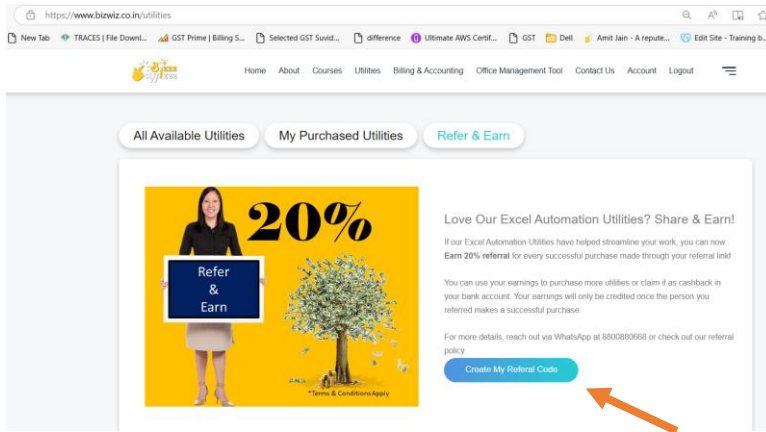 https://www.bizwiz.co.in/utilities
New Tab TRACES | File Downl... GST Prime | Billing S... Selected GST Suvid... difference Ultimate AWS Certif... GST Dell Amit Jain - A repute... Edit Site - Training b...
Home About Courses Utilities Billing & Accounting Office Management Tool Contact Us Account Logout
All Available Utilities My Purchased Utilities Refer & Earn
20%
Refer
&
Earn
*Terms & Conditions Apply
Love Our Excel Automation Utilities? Share & Earn!
If our Excel Automation Utilities have helped streamline your work, you can now
Earn 20% referral for every successful purchase made through your referral link!
You can use your earnings to purchase more utilities or claim it as cashback in
your bank account. Your earnings will only be credited once the person you
referred makes a successful purchase
For more details, reach out via WhatsApp at 8800880668 or check out our referral
policy
Create My Referal Code